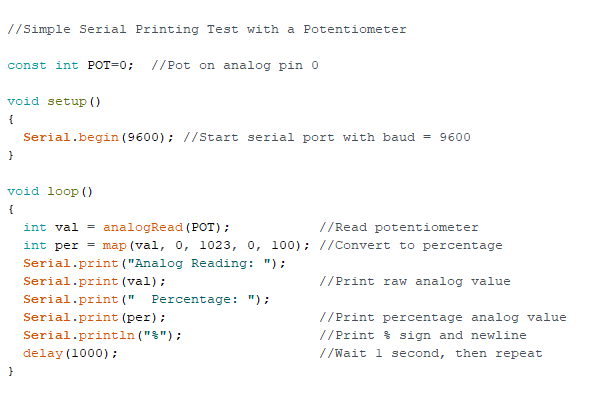 //Simple Serial Printing Test with a Potentiometer
const int POT=0;  //Pot on analog pin 0
void setup()
{
  Serial.begin(9600); //Start serial port with baud = 9600
}
void loop()
{
  int val = analogRead(POT);           //Read potentiometer
  int per = map(val, 0, 1023, 0, 100); //Convert to percentage
  Serial.print("Analog Reading: ");
  Serial.print(val);                   //Print raw analog value
  Serial.print("  Percentage: ");
  Serial.print(per);                   //Print percentage analog value
  Serial.println("%");                 //Print % sign and newline
  delay(1000);                         //Wait 1 second, then repeat
}